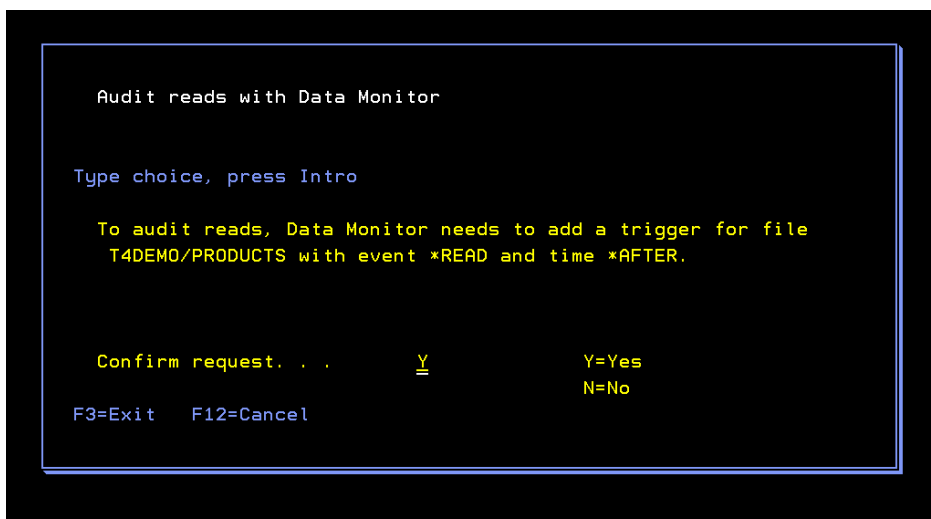 Audit reads with Data Monitor
Type choice, press Intro
To audit reads, Data Monitor needs to add a trigger for file
T4DEMO/PRODUCTS with event *READ and time *AFTER.
Confirm request. . . Y Y=Yes
N=No
F3=Exit F12=Cancel